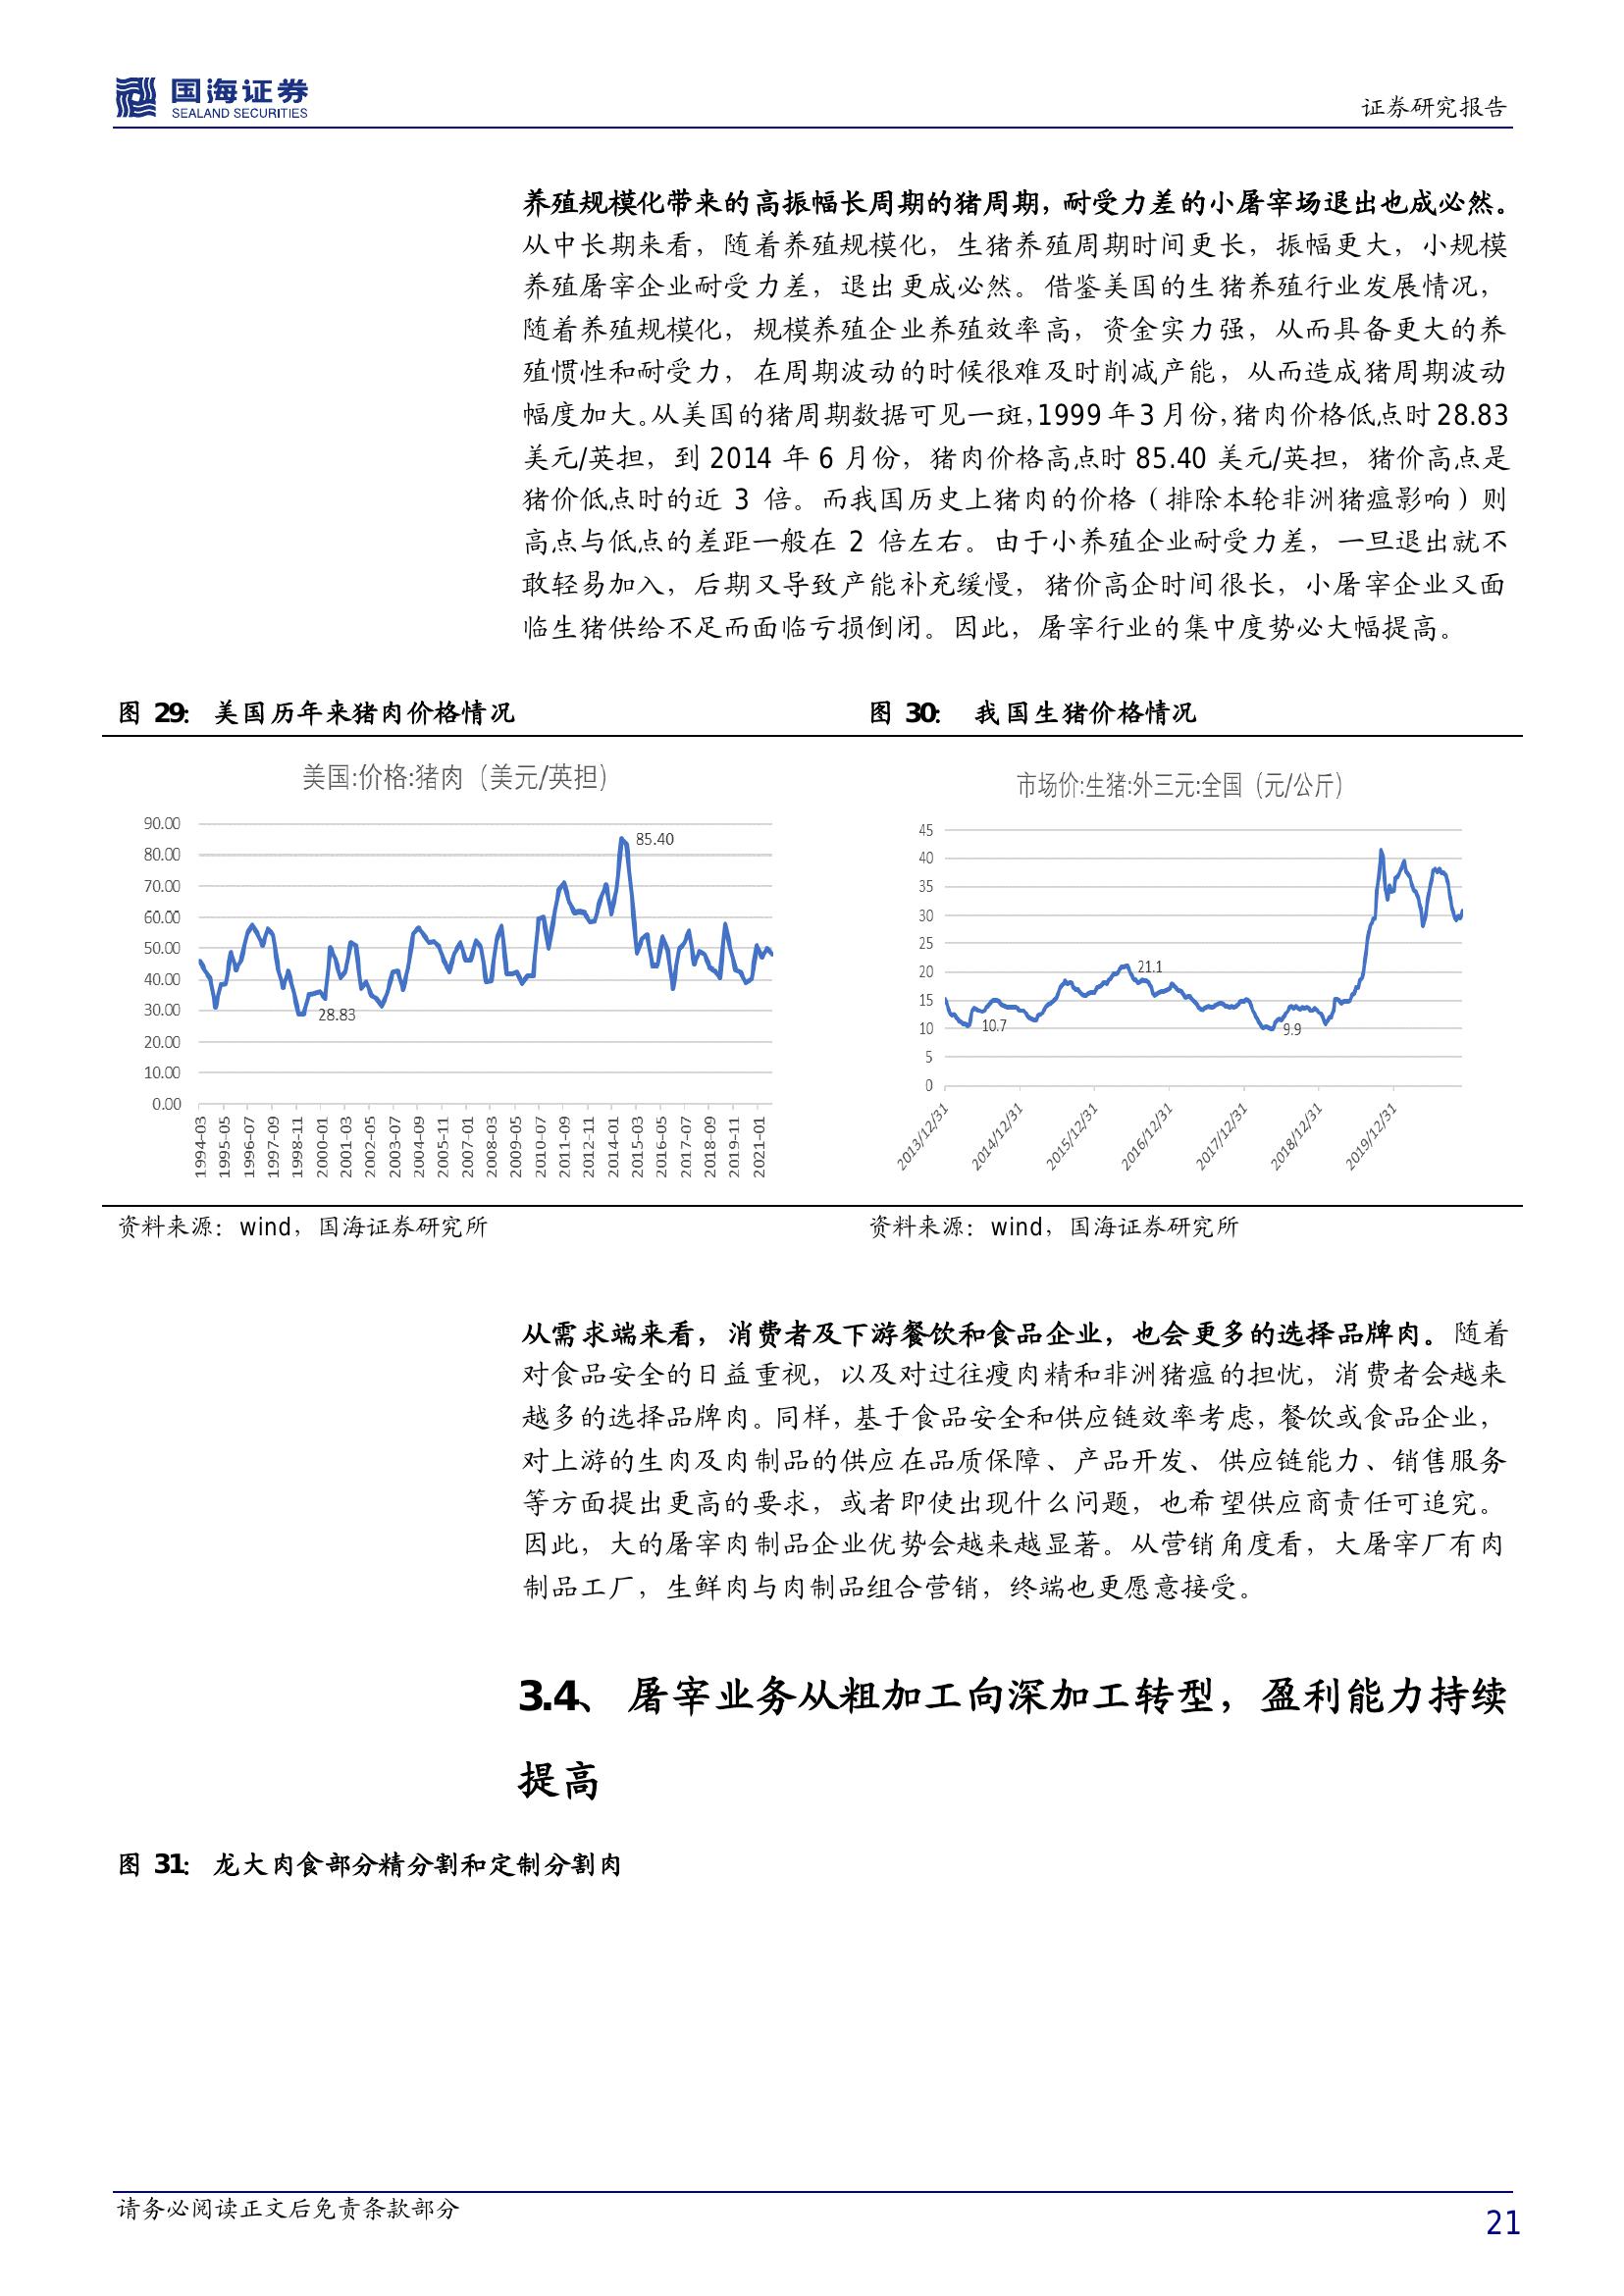 国海证券
SEALAND SECURITIES
证券研究报告
养殖规模化带来的高振幅长周期的猪周期，耐受力差的小屠宰场退出也成必然。
从中长期来看，随着养殖规模化，生猪养殖周期时间更长，振幅更大，小规模
养殖屠宰企业耐受力差，退出更成必然。借鉴美国的生猪养殖行业发展情况，
随着养殖规模化，规模养殖企业养殖效率高，资金实力强，从而具备更大的养
殖惯性和耐受力，在周期波动的时候很难及时削减产能，从而造成猪周期波动
幅度加大。从美国的猪周期数据可见一斑，1999 年 3 月份，猪肉价格低点时 28.83
美元/英担，到 2014 年 6 月份，猪肉价格高点时 85.40 美元/英担，猪价高点是
猪价低点时的近 3 倍。而我国历史上猪肉的价格（排除本轮非洲猪瘟影响）则
高点与低点的差距一般在 2 倍左右。由于小养殖企业耐受力差，一旦退出就不
敢轻易加入，后期又导致产能补充缓慢，猪价高企时间很长，小屠宰企业又面
临生猪供给不足而面临亏损倒闭。因此，屠宰行业的集中度势必大幅提高。
图 29： 美国历年来猪肉价格情况
美国:价格:猪肉（美元/英担）
90.00
80.00
70.00
60.00
50.00
40.00
30.00
20.00
10.00
0.00
85.40
28.83
1994-03
1995-05
1996-07
1997-09
1998-11
2000-01
2001-03
2002-05
2003-07
2004-09
2005-11
2007-01
2008-03
2009-05
2010-07
2011-09
2012-11
2014-01
2015-03
2016-05
2017-07
2018-09
2019-11
2021-01
资料来源：wind，国海证券研究所
图 30： 我国生猪价格情况
市场价:生猪:外三元:全国（元/公斤）
45
40
35
30
25
20
15
10
5
0
10.7
21.1
9.9
2013/12/31
2014/12/31
2015/12/31
2016/12/31
2017/12/31
2018/12/31
2019/12/31
资料来源：wind，国海证券研究所
从需求端来看，消费者及下游餐饮和食品企业，也会更多的选择品牌肉。随着
对食品安全的日益重视，以及对过往瘦肉精和非洲猪瘟的担忧，消费者会越来
越多的选择品牌肉。同样，基于食品安全和供应链效率考虑，餐饮或食品企业，
对上游的生肉及肉制品的供应在品质保障、产品开发、供应链能力、销售服务
等方面提出更高的要求，或者即使出现什么问题，也希望供应商责任可追究。
因此，大的屠宰肉制品企业优势会越来越显著。从营销角度看，大屠宰厂有肉
制品工厂，生鲜肉与肉制品组合营销，终端也更愿意接受。
3.4、 屠宰业务从粗加工向深加工转型，盈利能力持续
提高
图 31： 龙大肉食部分精分割和定制分割肉
请务必阅读正文后免责条款部分
21